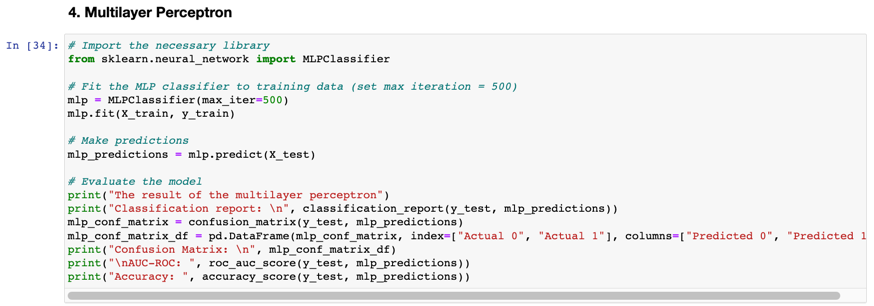 4. Multilayer Perceptron
In [34]: # Import the necessary library
from sklearn.neural_network import MLPClassifier
# Fit the MLP classifier to training data (set max iteration = 500)
mlp = MLPClassifier(max_iter=500)
mlp.fit(X_train, y_train)
# Make predictions
mlp_predictions = mlp.predict(X_test)
# Evaluate the model
print("The result of the multilayer perceptron")
print("Classification report: \n", classification_report(y_test, mlp_predictions))
mlp_conf_matrix = confusion_matrix(y_test, mlp_predictions)
mlp_conf_matrix_df = pd.DataFrame(mlp_conf_matrix, index=["Actual 0", "Actual 1"], columns=["Predicted 0", "Predicted 1
print("Confusion Matrix: \n", mlp_conf_matrix_df)
print("\nAUC-ROC: ", roc_auc_score(y_test, mlp_predictions))
print("Accuracy: ", accuracy_score(y_test, mlp_predictions))